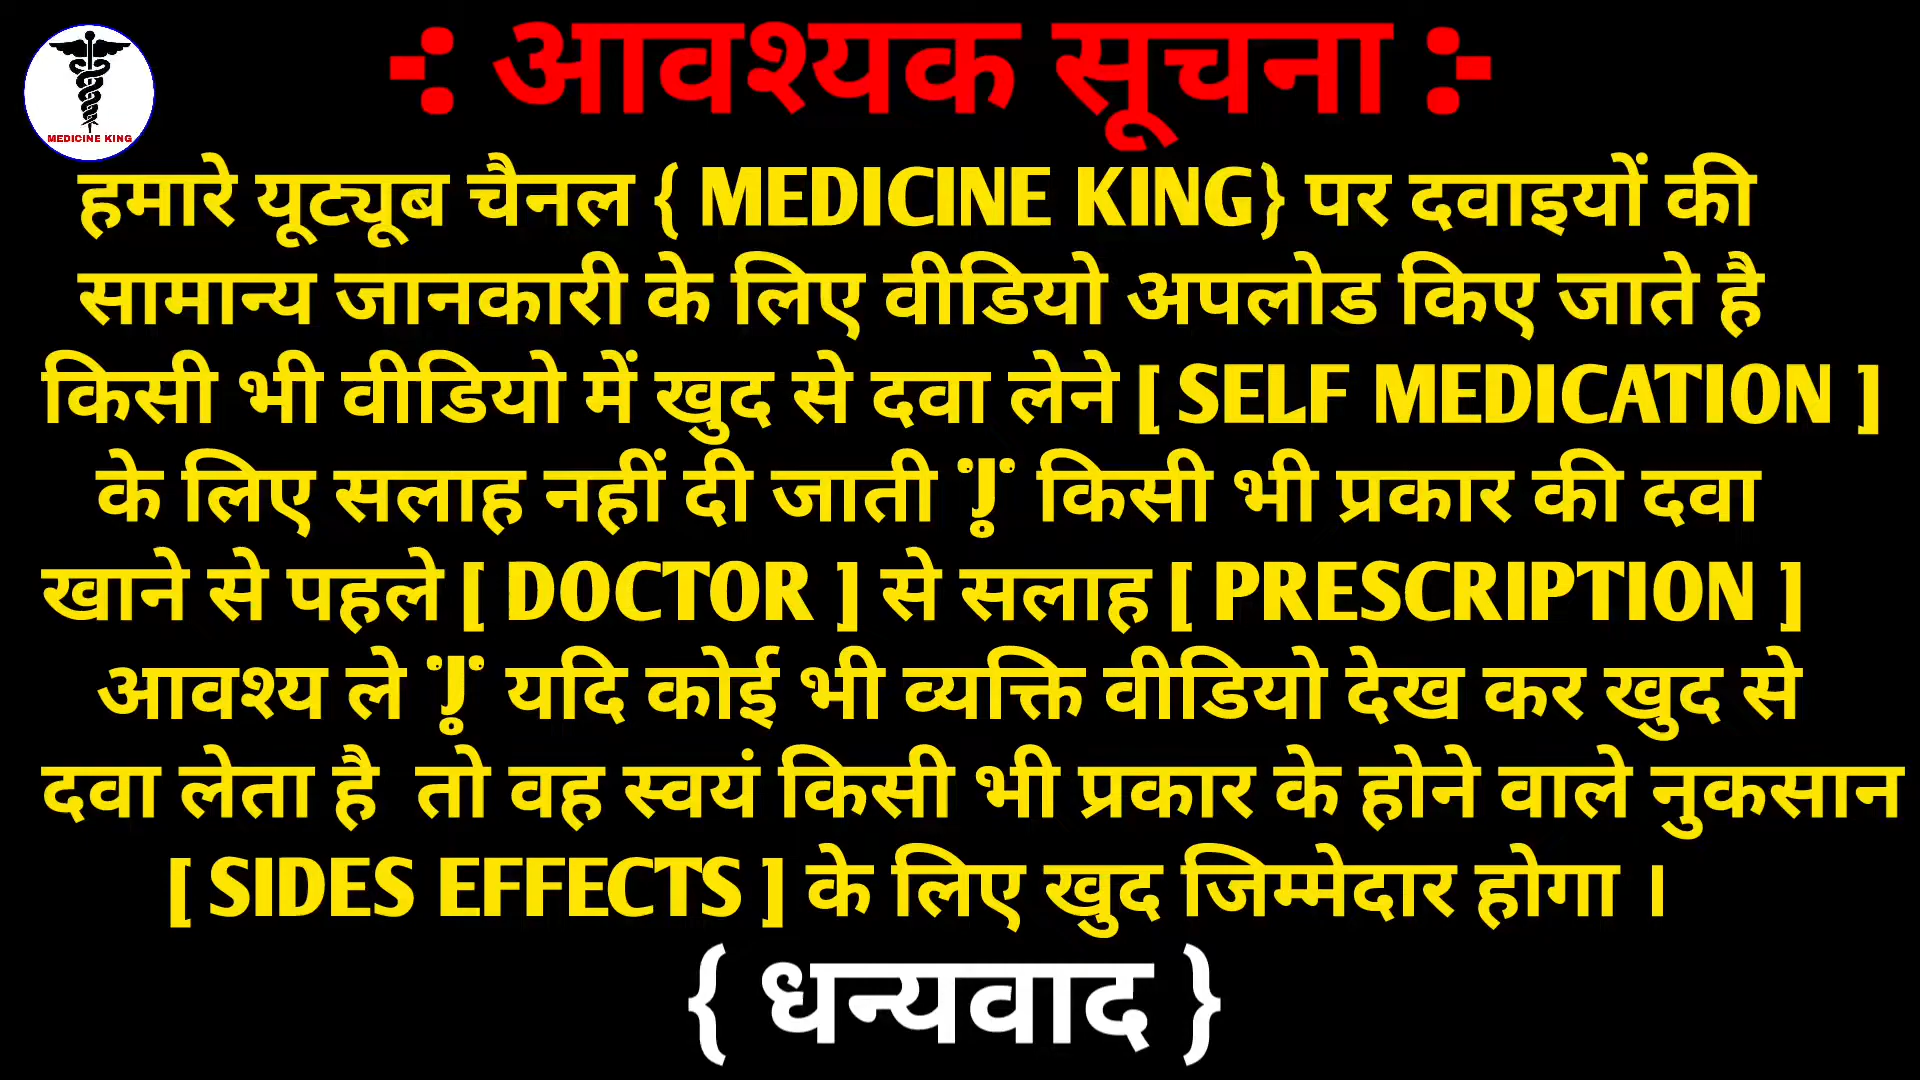 MEDICINE KING
-: आवश्यक सूचना :-
हमारे यूट्यूब चैनल { MEDICINE KING} पर दवाइयों की
सामान्य जानकारी के लिए वीडियो अपलोड किए जाते है
किसी भी वीडियो में खुद से दवा लेने [ SELF MEDICATION ]
के लिए सलाह नहीं दी जाती किसी भी प्रकार की दवा
खाने से पहले [ DOCTOR ] से सलाह [ PRESCRIPTION ]
आवश्य ले यदि कोई भी व्यक्ति वीडियो देख कर खुद से
दवा लेता है तो वह स्वयं किसी भी प्रकार के होने वाले नुकसान
[ SIDES EFFECTS ] के लिए खुद जिम्मेदार होगा ।
{ धन्यवाद }